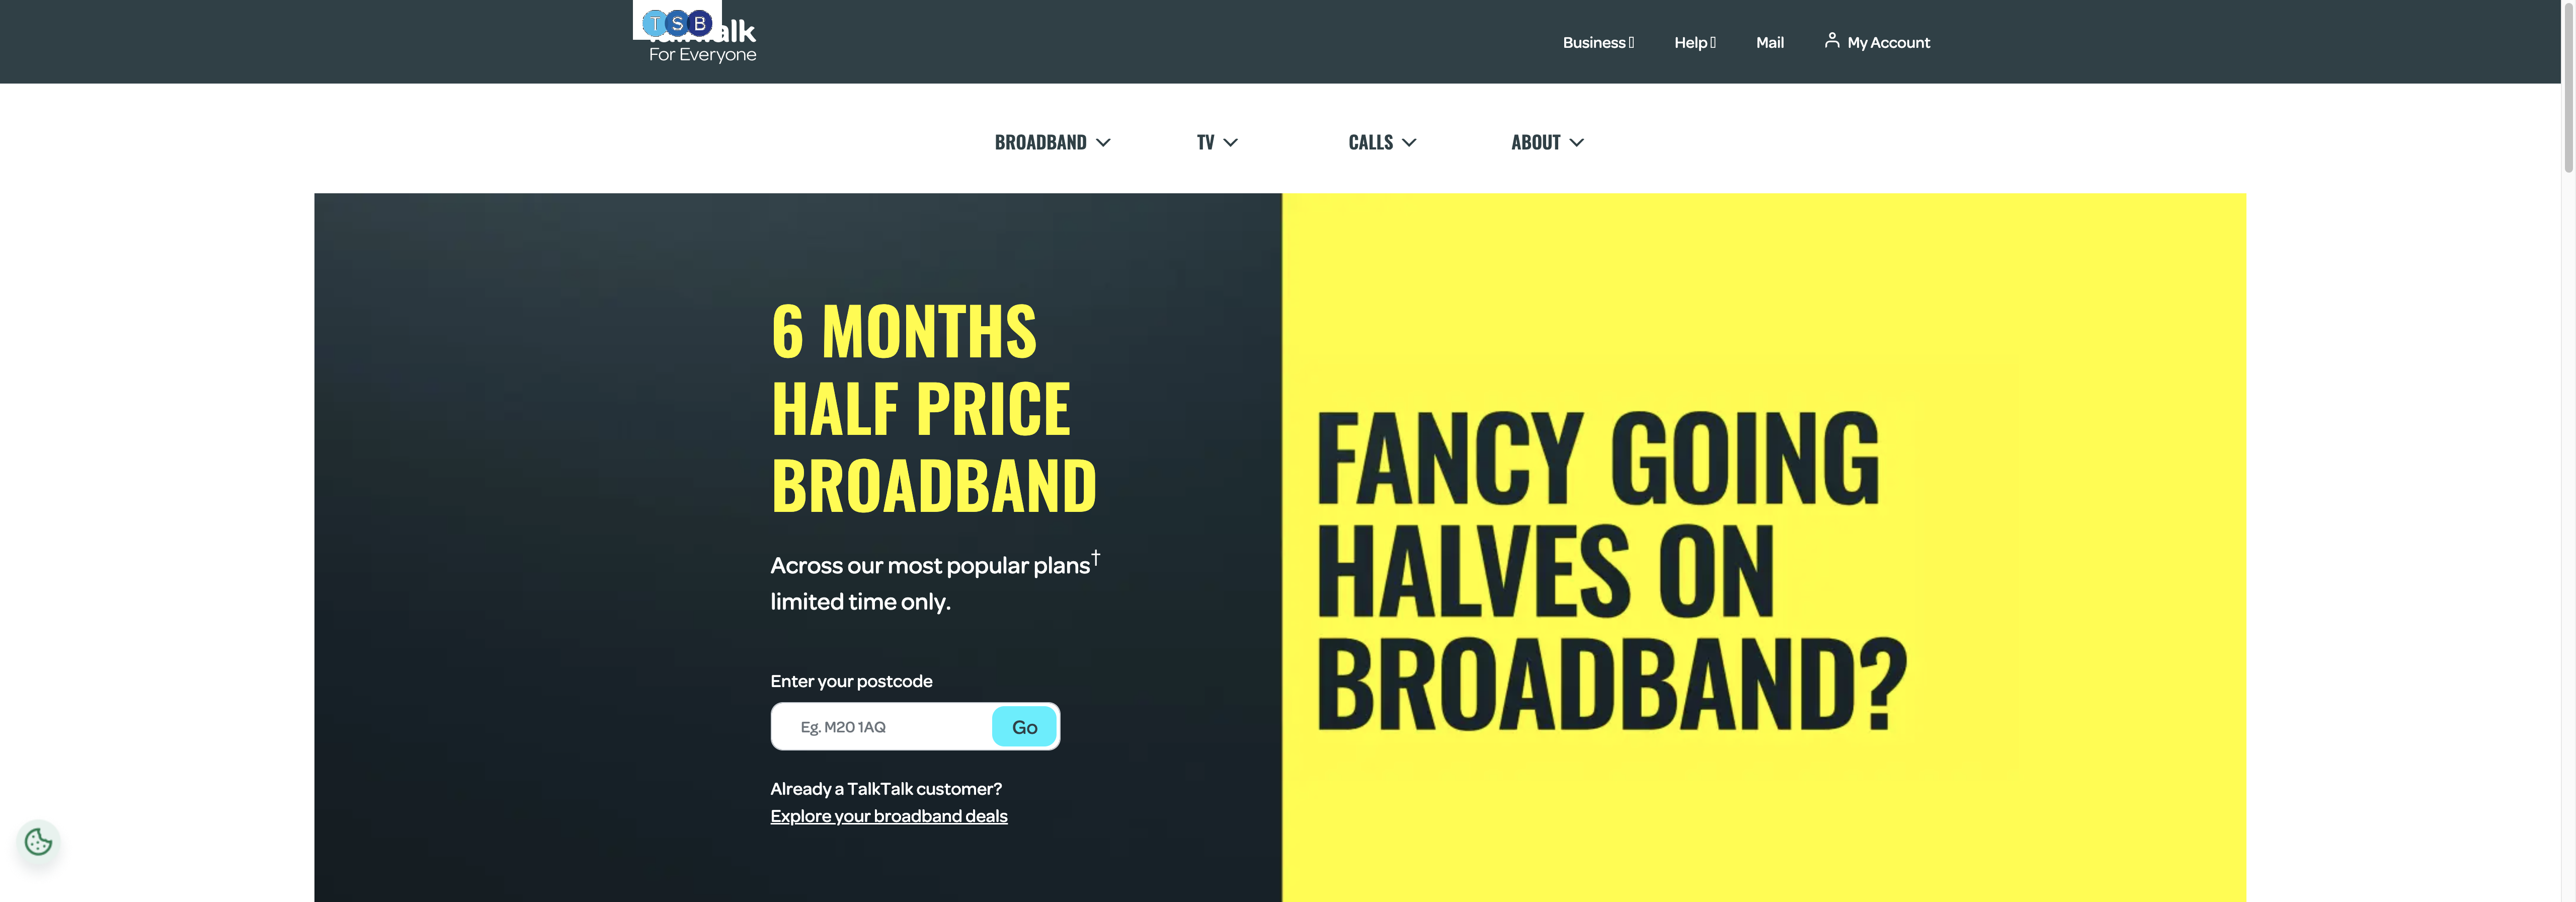 TSB
alk
For Everyone
Business
Help
Mail
My Account
BROADBAND
TV
CALLS
ABOUT
6 MONTHS
HALF PRICE
BROADBAND
Across our most popular plans†
limited time only.
Enter your postcode
Eg. M20 1AQ
Go
Already a TalkTalk customer?
Explore your broadband deals
FANCY GOING
HALVES ON
BROADBAND?